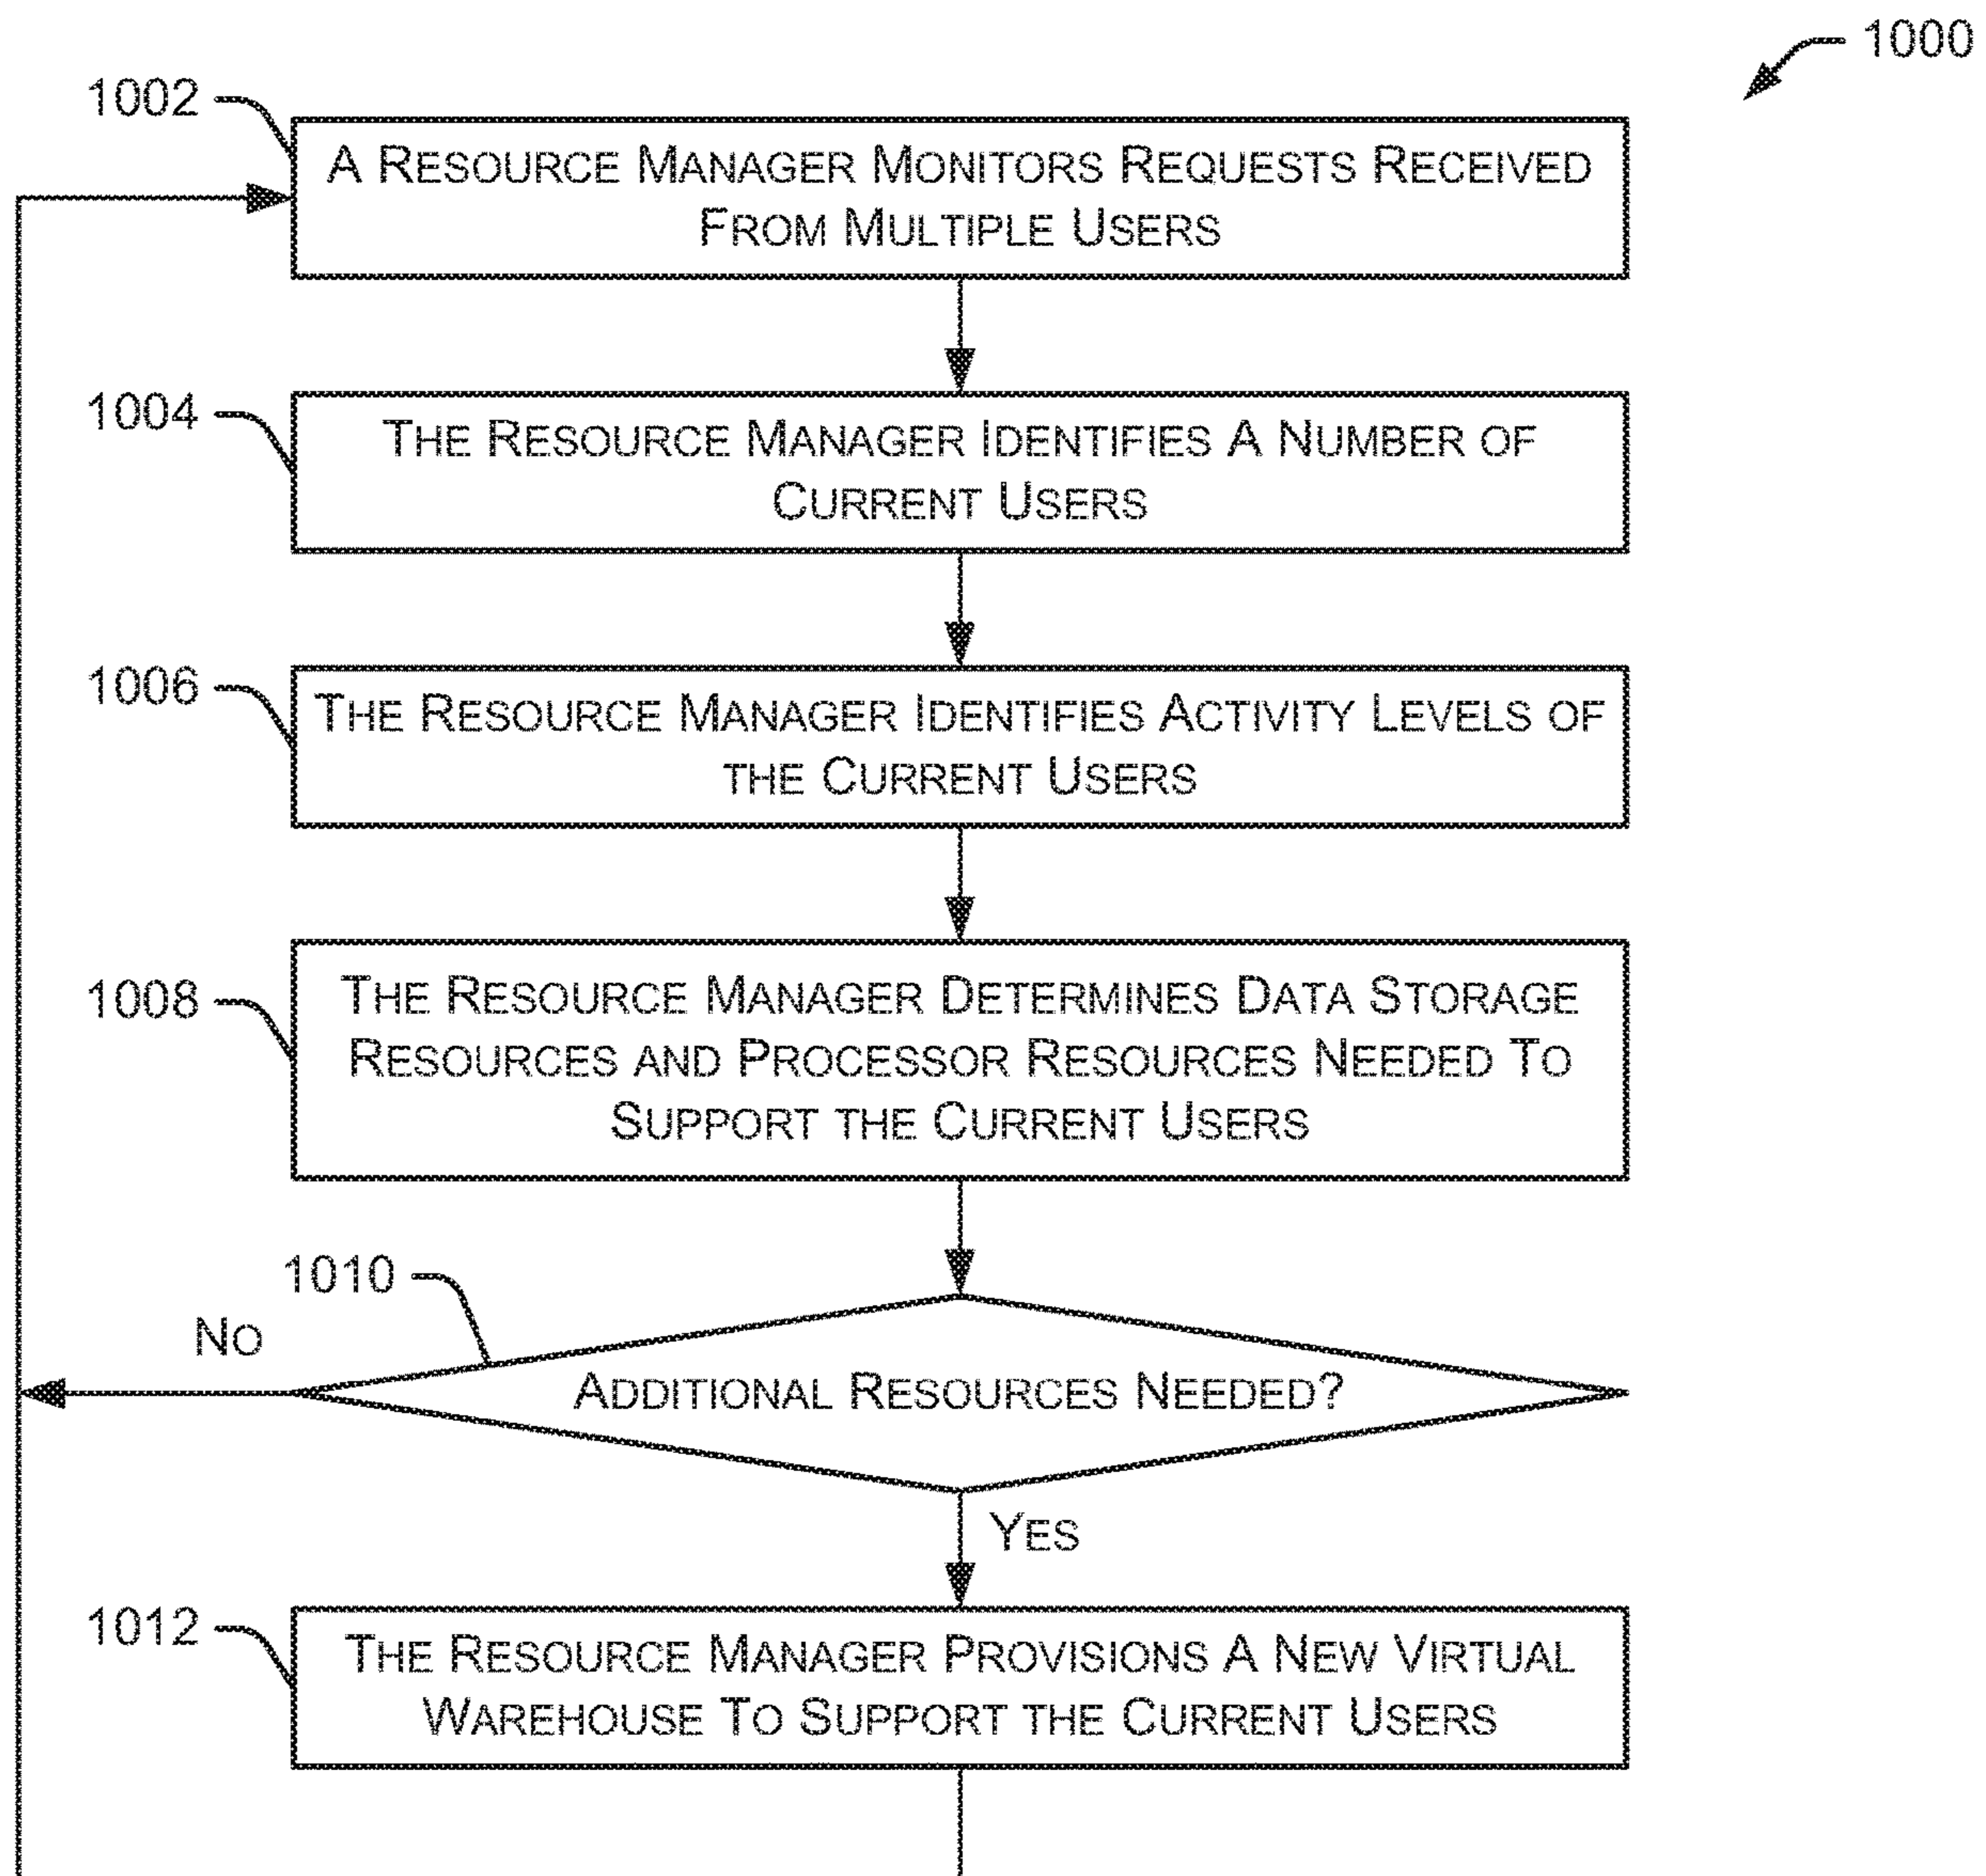 1000
1002
A RESOURCE MANAGER MONITORS REQUESTS RECEIVED
FROM MULTIPLE USERS
1004
THE RESOURCE MANAGER IDENTIFIES A NUMBER OF
CURRENT USERS
1006
THE RESOURCE MANAGER IDENTIFIES ACTIVITY LEVELS OF
THE CURRENT USERS
1008
THE RESOURCE MANAGER DETERMINES DATA STORAGE
RESOURCES AND PROCESSOR RESOURCES NEEDED TO
SUPPORT THE CURRENT USERS
1010
NO
ADDITIONAL RESOURCES NEEDED?
YES
1012
THE RESOURCE MANAGER PROVISIONS A NEW VIRTUAL
WAREHOUSE TO SUPPORT THE CURRENT USERS